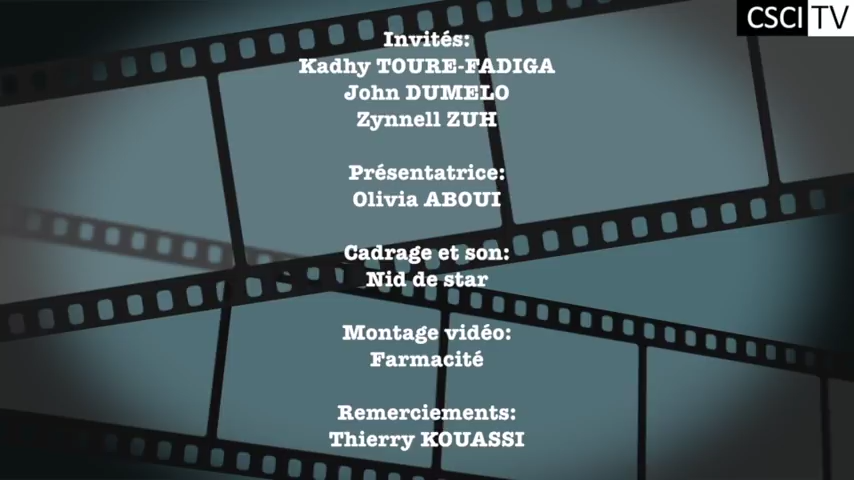 CSCI TV
Invités:
Kadhy TOURE-FADIGA
John DUMELO
Zynnell ZUH
Présentatrice:
Olivia ABOUI
Cadrage et son:
Nid de star
Montage vidéo:
Farmacité
Remerciements:
Thierry KOUASSI